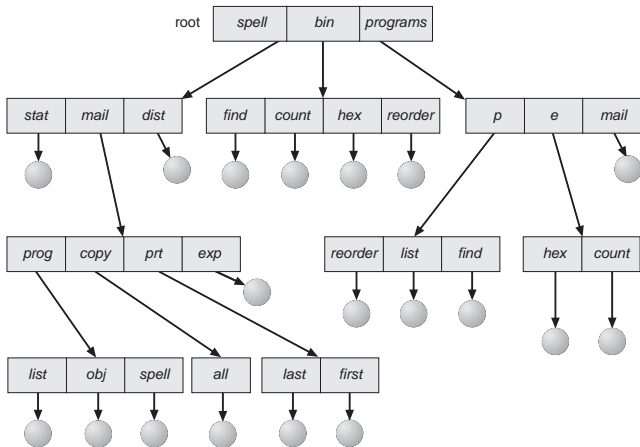 root spell bin programs
stat mail dist find count hex reorder p e mail
prog copy prt exp reorder list find hex count
list obj spell all last first